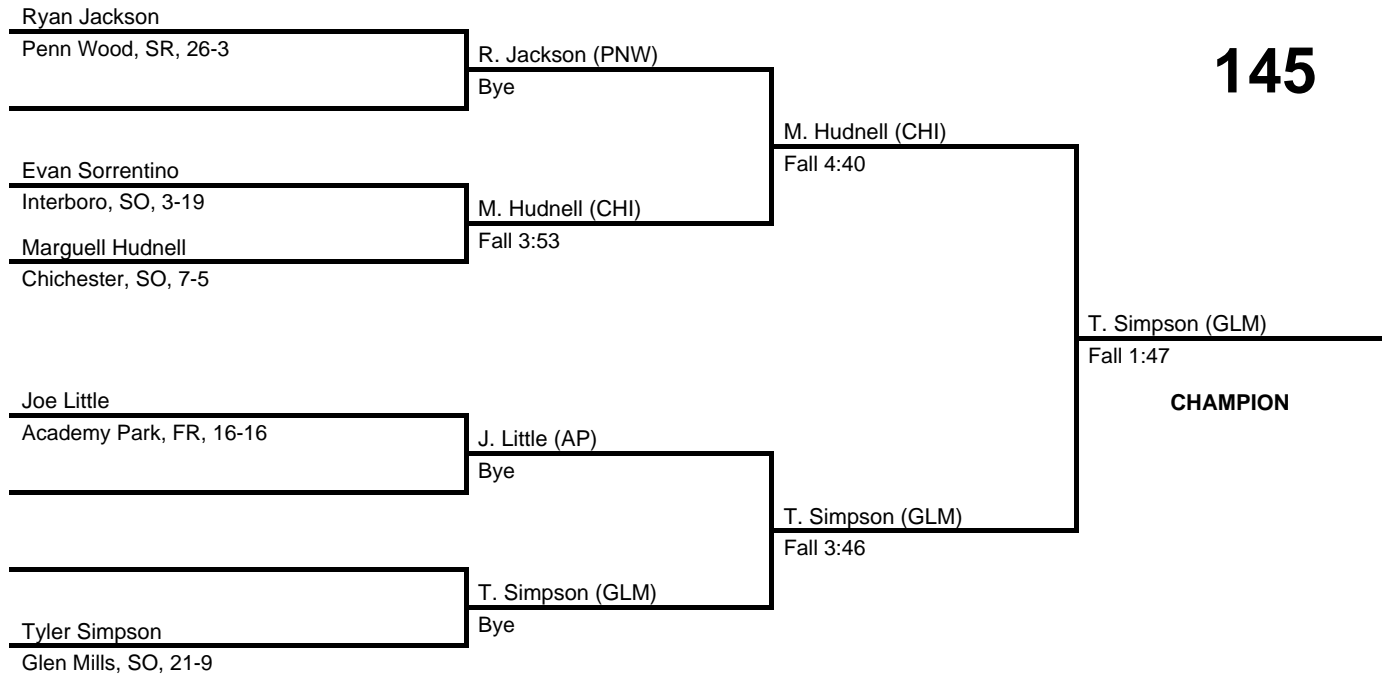 Ryan Jackson
Penn Wood, SR, 26-3
R. Jackson (PNW)
Bye
145
M. Hudnell (CHI)
Fall 4:40
Evan Sorrentino
Interboro, SO, 3-19
M. Hudnell (CHI)
Fall 3:53
Marguell Hudnell
Chichester, SO, 7-5
T. Simpson (GLM)
Fall 1:47
CHAMPION
Joe Little
Academy Park, FR, 16-16
J. Little (AP)
Bye
T. Simpson (GLM)
Fall 3:46
T. Simpson (GLM)
Bye
Tyler Simpson
Glen Mills, SO, 21-9